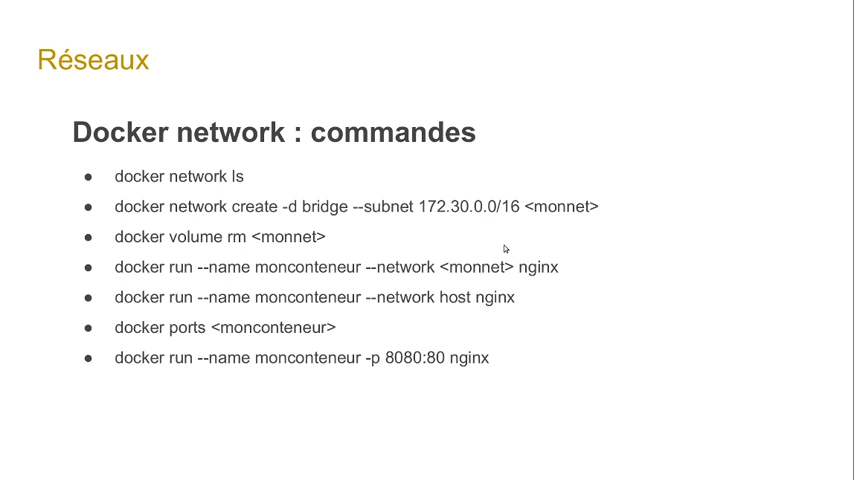 Réseaux
Docker network : commandes
● docker network ls
● docker network create -d bridge --subnet 172.30.0.0/16 <monnet>
● docker volume rm <monnet>
● docker run --name monconteneur --network <monnet> nginx
● docker run --name monconteneur --network host nginx
● docker ports <monconteneur>
● docker run --name monconteneur -p 8080:80 nginx